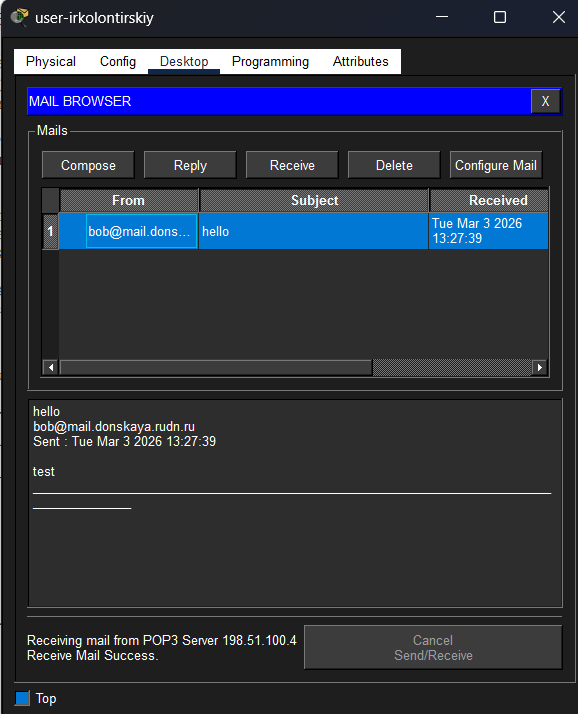 user-irkolontirskiy
Physical Config Desktop Programming Attributes
MAIL BROWSER X
Mails
Compose Reply Receive Delete Configure Mail
From Subject Received
1 bob@mail.dons... hello Tue Mar 3 2026
13:27:39
hello
bob@mail.donskaya.rudn.ru
Sent : Tue Mar 3 2026 13:27:39
test
Receiving mail from POP3 Server 198.51.100.4
Receive Mail Success.
Cancel
Send/Receive
Top